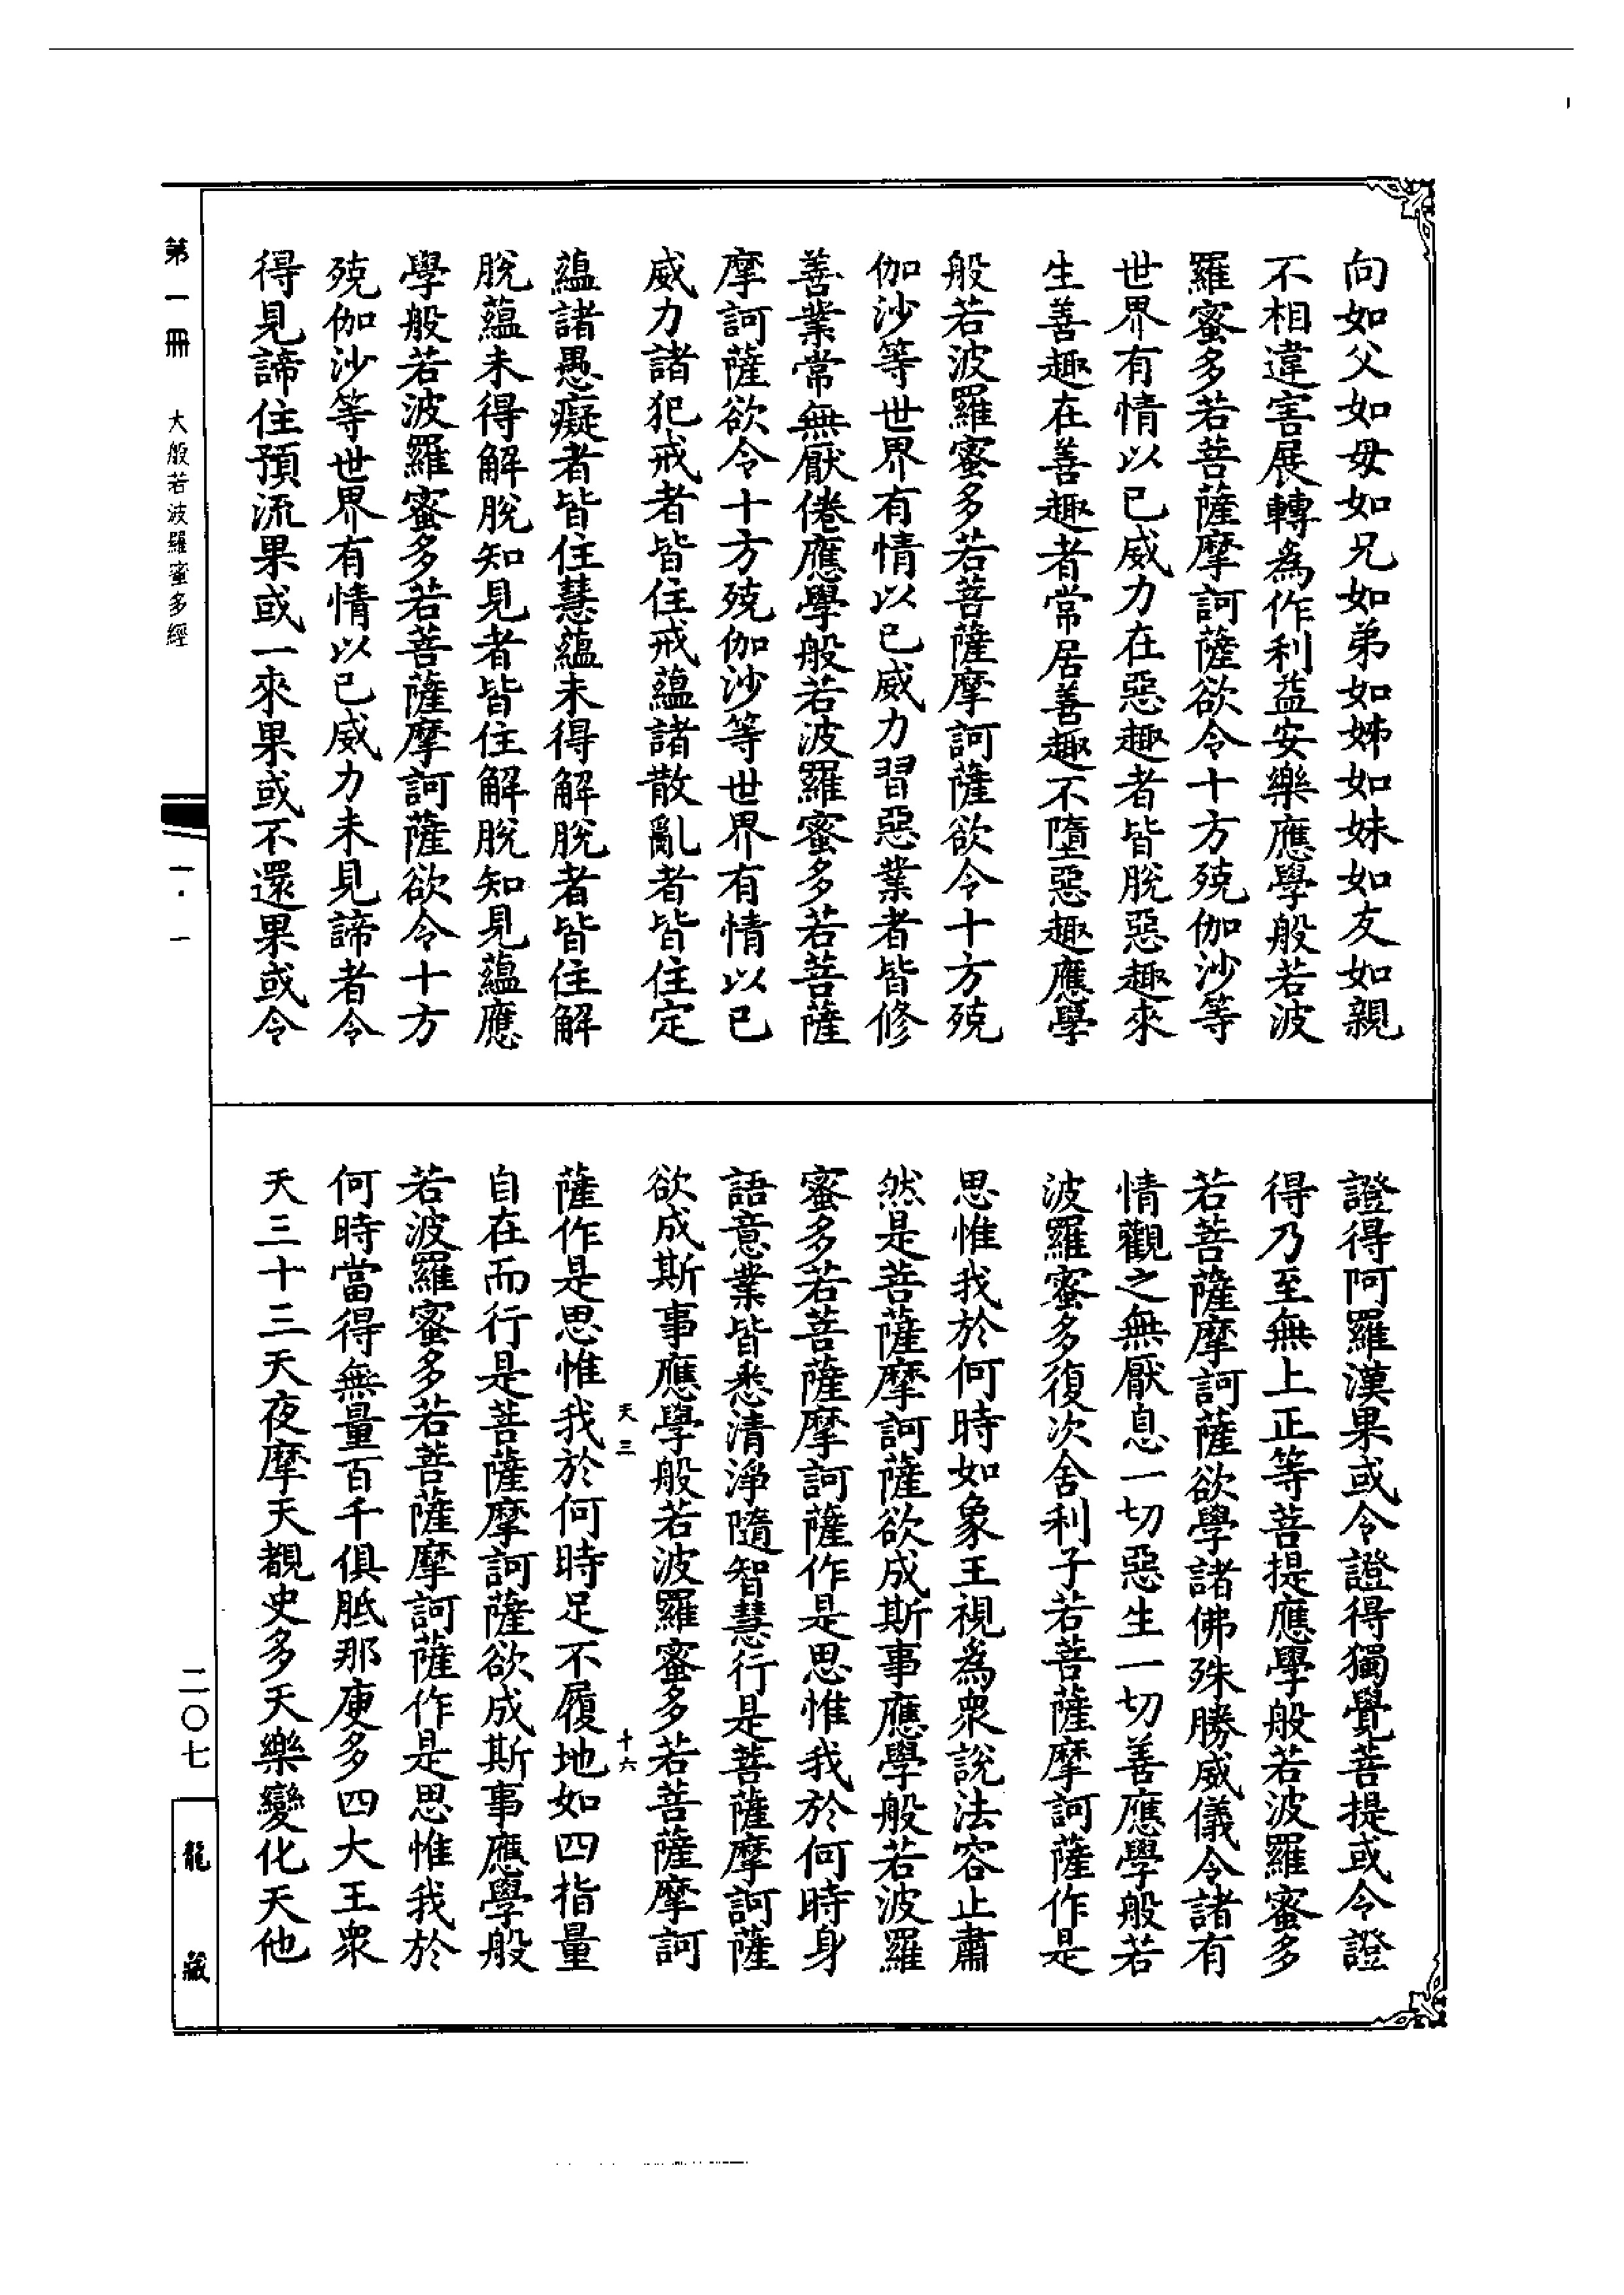 向如父如母如兄如弟如姊如妹如友如親
不相違害展轉為作利益安樂應學般若波
羅蜜多若菩薩摩訶薩欲令十方殑伽沙等
世界有情以己威力在惡趣者皆脫惡趣來
生善趣在善趣者常居善趣不墮惡趣應學
般若波羅蜜多若菩薩摩訶薩欲令十方殑
伽沙等世界有情以己威力習惡業者皆修
善業常無厭倦應學般若波羅蜜多若菩薩
摩訶薩欲令十方殑伽沙等世界有情以己
威力諸犯戒者皆住戒蘊諸散亂者皆住定
蘊諸愚癡者皆住慧蘊未得解脫者皆住解
脫蘊未得解脫知見者皆住解脫知見蘊應
學般若波羅蜜多若菩薩摩訶薩欲令十方
殑伽沙等世界有情以己威力未見諦者令
得見諦住預流果或一來果或不還果或令
證得阿羅漢果或令證得獨覺菩提或令證
得乃至無上正等菩提應學般若波羅蜜多
若菩薩摩訶薩欲學諸佛殊勝威儀令諸有
情觀之無厭息一切惡生一切善應學般若
波羅蜜多復次舍利子若菩薩摩訶薩作是
思惟我於何時如象王視為眾說法容止肅
然是菩薩摩訶薩欲成斯事應學般若波羅
蜜多若菩薩摩訶薩作是思惟我於何時身
語意業皆悉清淨隨智慧行是菩薩摩訶薩
欲成斯事應學般若波羅蜜多若菩薩摩訶
天三 十六
薩作是思惟我於何時足不履地如四指量
自在而行是菩薩摩訶薩欲成斯事應學般
若波羅蜜多若菩薩摩訶薩作是思惟我於
何時當得無量百千俱胝那庾多四大王眾
天三十三天夜摩天覩史多天樂變化天他
第一冊 大般若波羅蜜多經
一·一
二〇七
龍藏